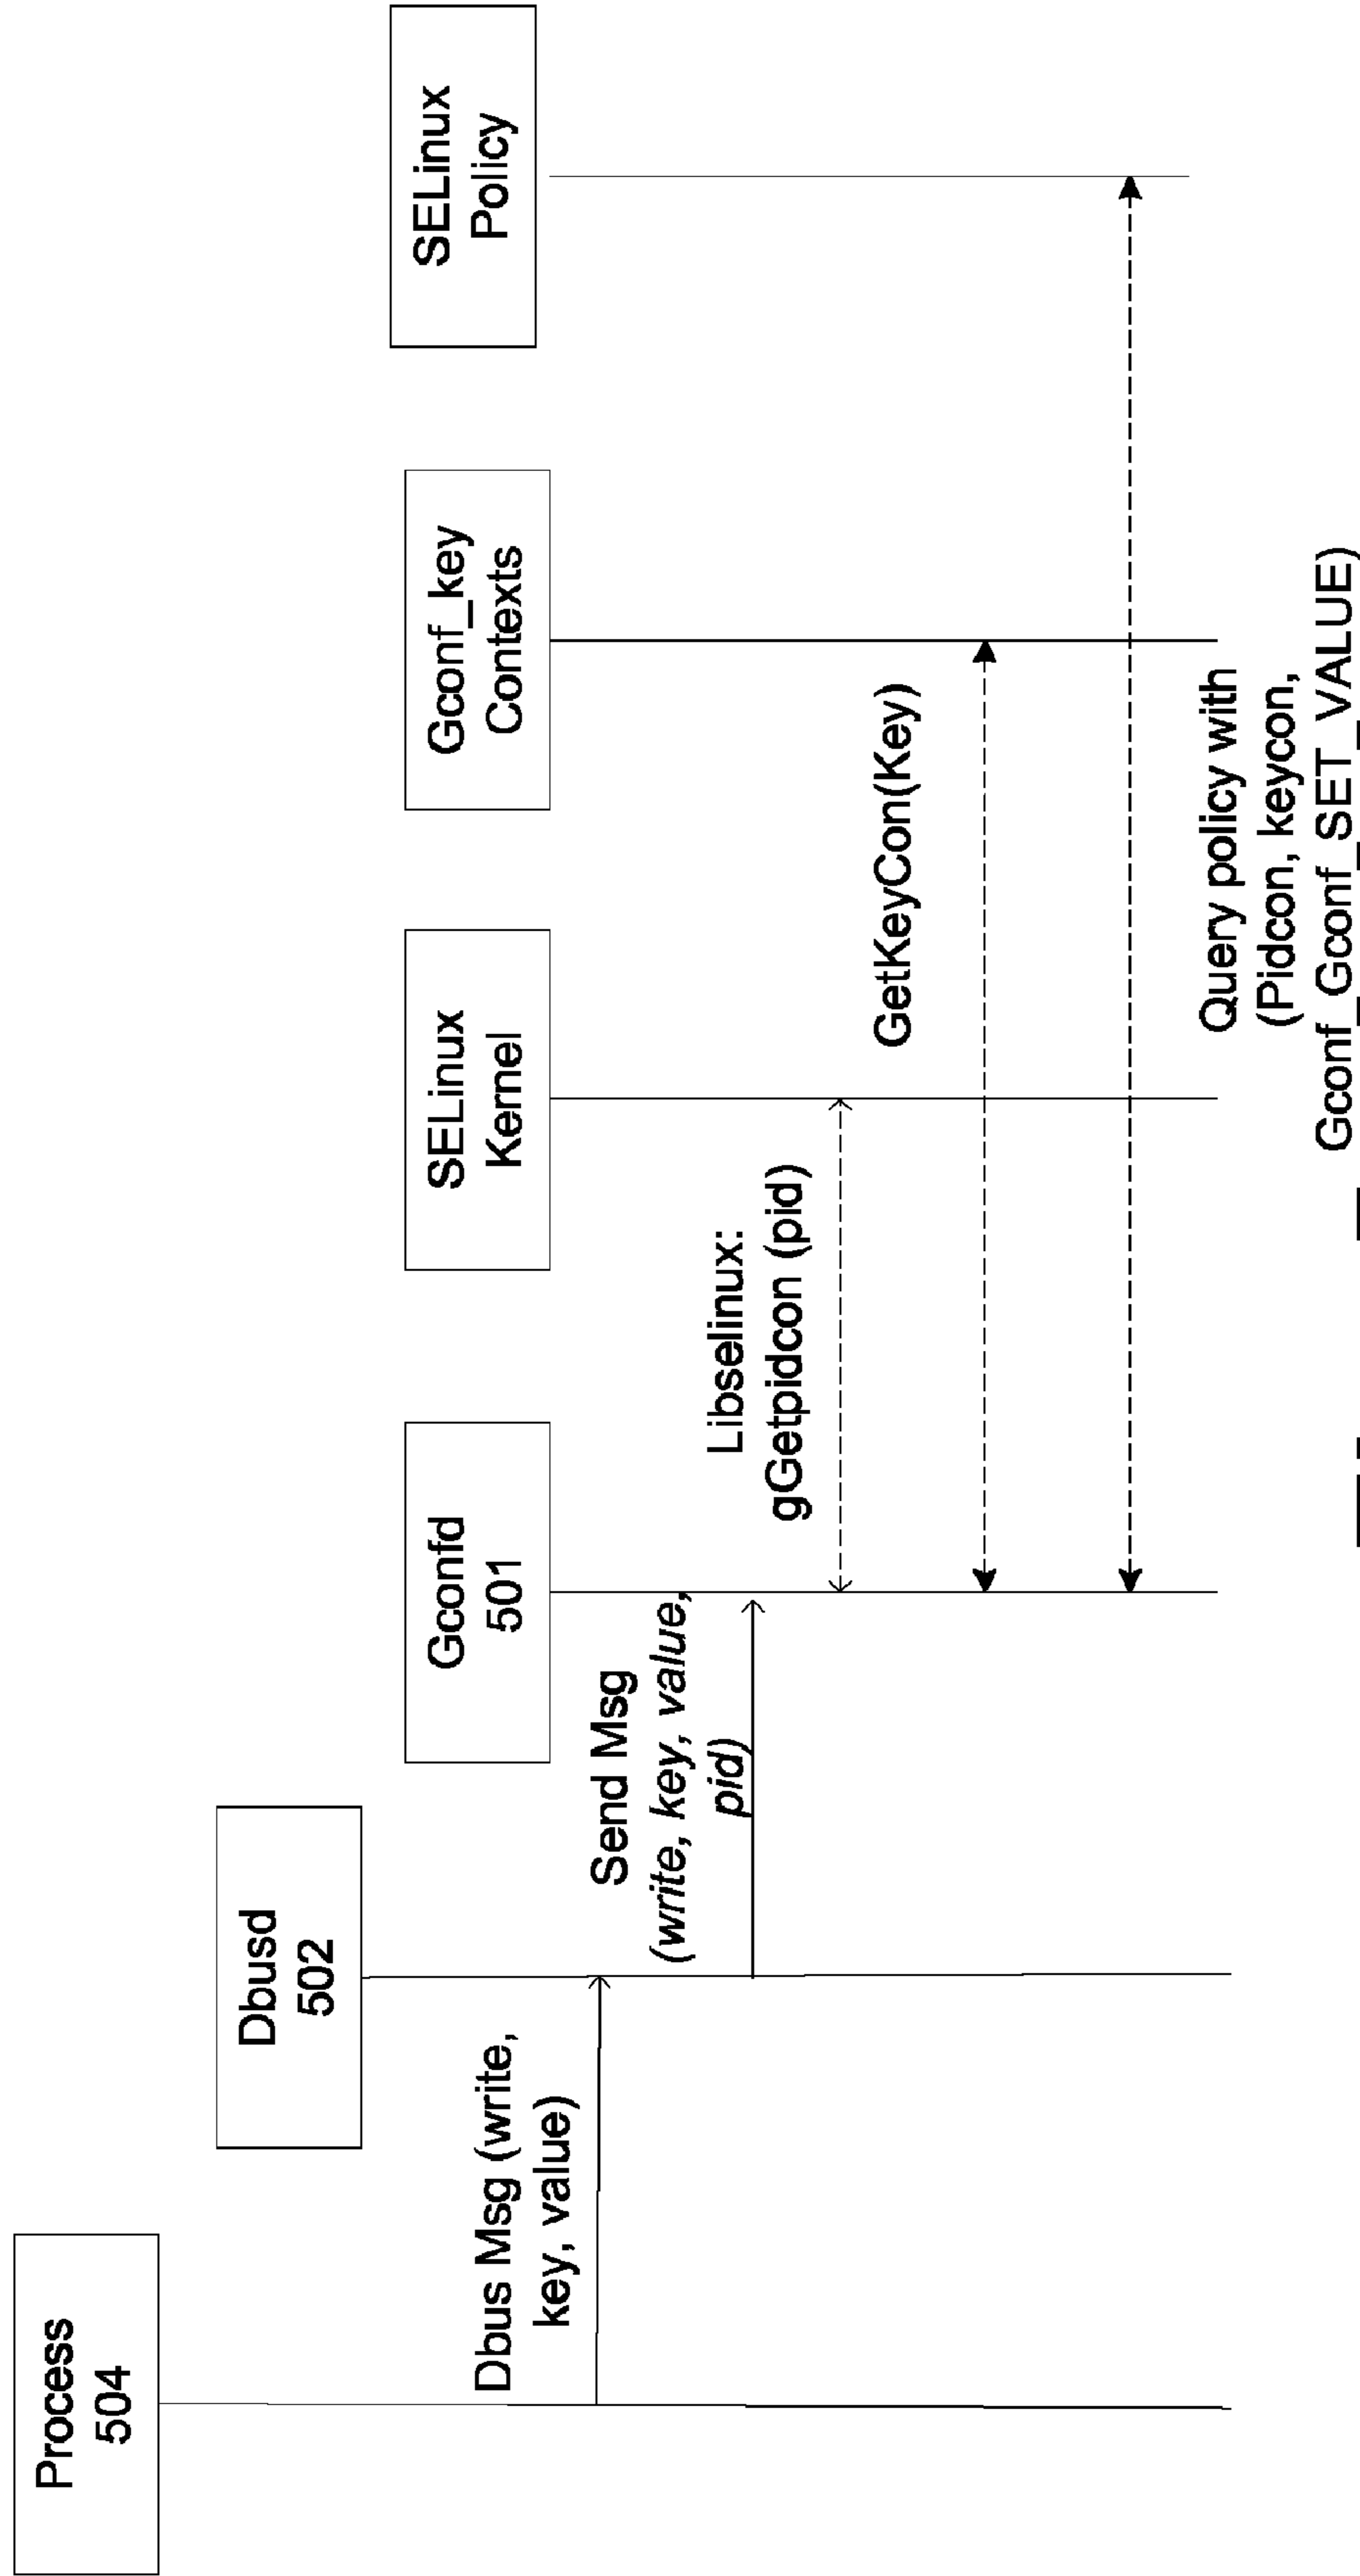 Process
504
Dbusd
502
Gconfd
501
SELinux
Kernel
Gconf_key
Contexts
SELinux
Policy
Dbus Msg (write,
key, value)
Send Msg
(write, key, value,
pid)
Libselinux:
gGetpidcon (pid)
GetKeyCon(Key)
Query policy with
(Pidcon, keycon,
Gconf_Gconf_SET_VALUE)